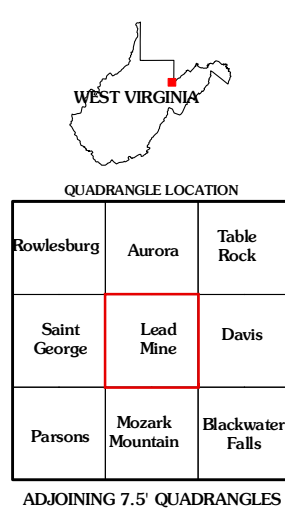 WEST VIRGINIA
QUADRANGLE LOCATION
Rowlesburg
Aurora
Table
Rock
Saint
George
Lead
Mine
Davis
Parsons
Mozark
Mountain
Blackwater
Falls
ADJOINING 7.5' QUADRANGLES